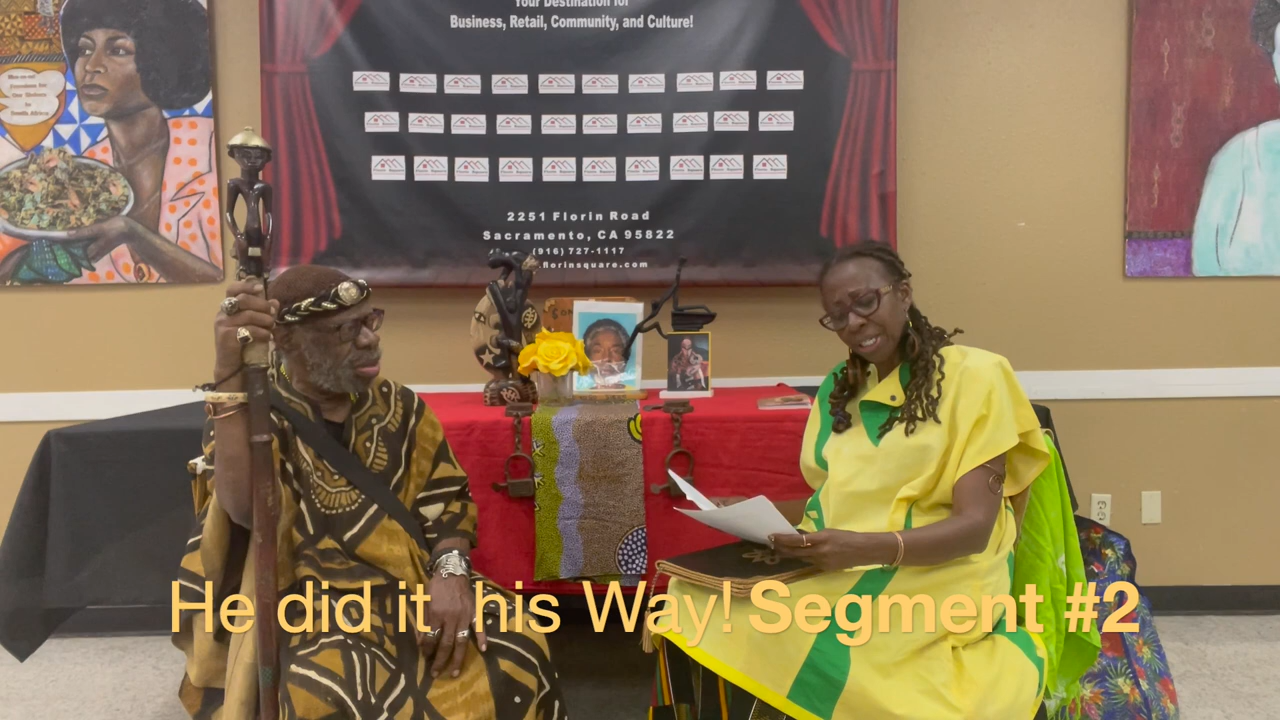 Your Destination for
Business, Retail, Community, and Culture!
2251 Florin Road
Sacramento, CA 95822
(916) 727-1117
.florinsquare.com
He did it his Way! Segment #2